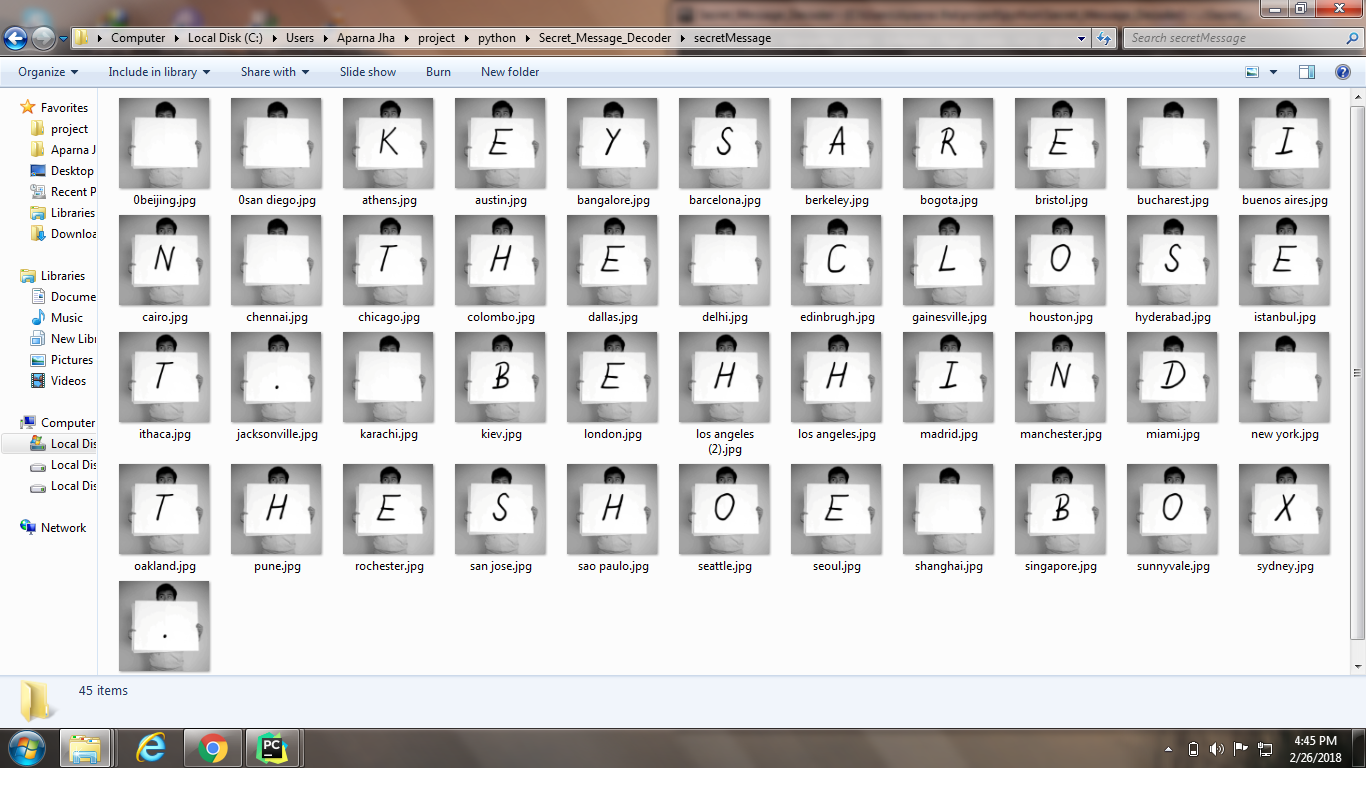 Computer Local Disk (C:) Users Aparna Jha project python Secret_Message_Decoder secretMessage Search secretMessage
Organize Include in library Share with Slide show Burn New folder
Favorites
project
Aparna J
Desktop
Recent P
Libraries
Downloa
Libraries
Docume
Music
New Libr
Pictures
Videos
Computer
Local Dis
Local Dis
Local Dis
Network
K E Y S A R E I
0beijing.jpg 0san diego.jpg athens.jpg austin.jpg bangalore.jpg barcelona.jpg berkeley.jpg bogota.jpg bristol.jpg bucharest.jpg buenos aires.jpg
N T H E C L O S E
cairo.jpg chennai.jpg chicago.jpg colombo.jpg dallas.jpg delhi.jpg edinbrugh.jpg gainesville.jpg houston.jpg hyderabad.jpg istanbul.jpg
T . B E H H I N D
ithaca.jpg jacksonville.jpg karachi.jpg kiev.jpg london.jpg los angeles (2).jpg los angeles.jpg madrid.jpg manchester.jpg miami.jpg new york.jpg
T H E S H O E B O X
oakland.jpg pune.jpg rochester.jpg san jose.jpg sao paulo.jpg seattle.jpg seoul.jpg shanghai.jpg singapore.jpg sunnyvale.jpg sydney.jpg
.
45 items
PC
4:45 PM
2/26/2018